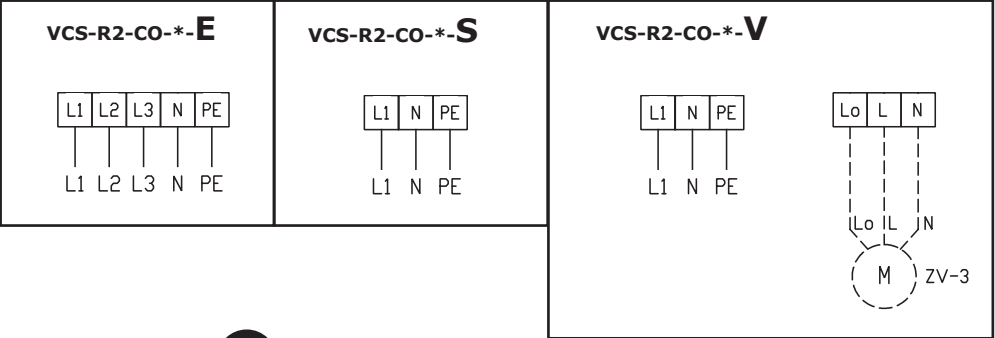 VCS-R2-CO-*-E
L1 L2 L3 N PE
L1 L2 L3 N PE
VCS-R2-CO-*-S
L1 N PE
L1 N PE
VCS-R2-CO-*-V
L1 N PE
L1 N PE
Lo L N
Lo L N
M ZV-3